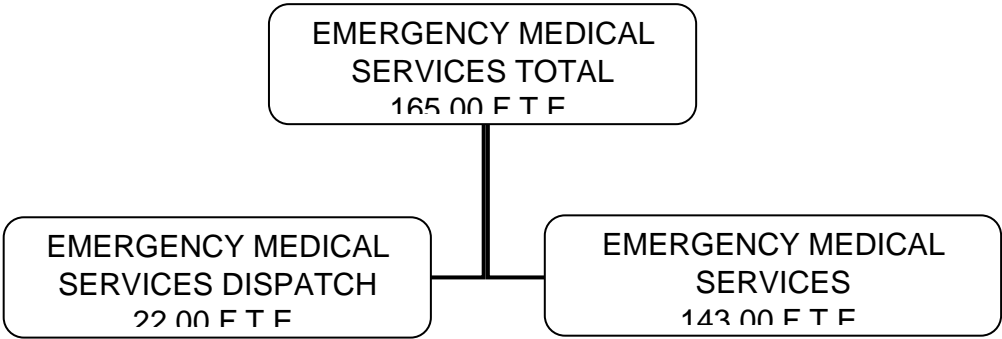 EMERGENCY MEDICAL
SERVICES TOTAL
165.00 F.T.E.
EMERGENCY MEDICAL
SERVICES DISPATCH
22.00 F.T.E.
EMERGENCY MEDICAL
SERVICES
143.00 F.T.E.